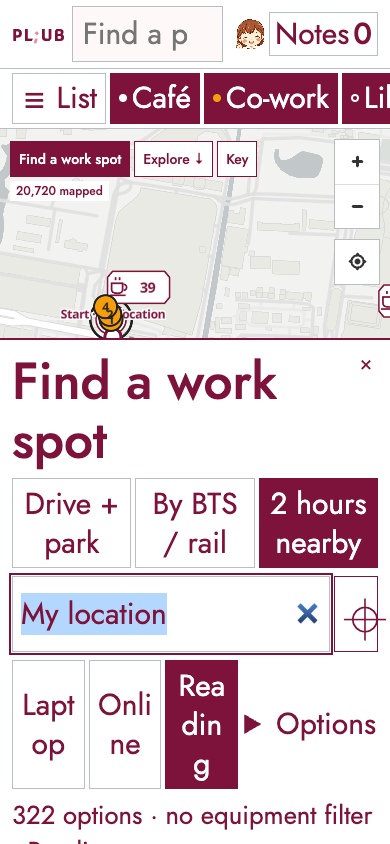 PL;UB Find a p Notes 0
≡ List Café Co-work Lil
Find a work spot Explore ↓ Key +
20,720 mapped
−
39
4
Find a work
spot
×
Drive +
park
By BTS
/ rail
2 hours
nearby
My location ×
Lapt
op
Onli
ne
Rea
din
g
▶ Options
322 options · no equipment filter